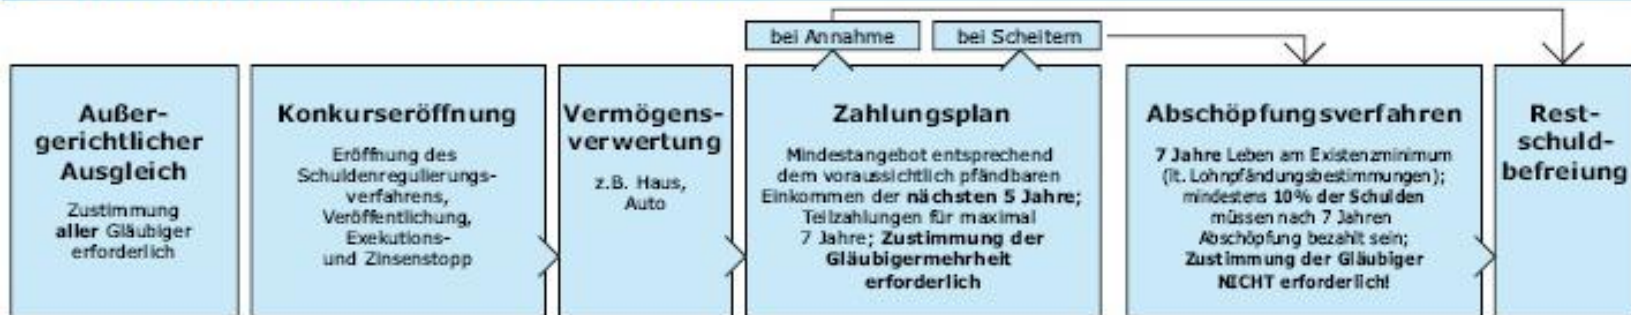 bei Annahme
bei Scheitern
Außer-
gerichtlicher
Ausgleich
Zustimmung
aller Gläubiger
erforderlich
Konkurseröffnung
Eröffnung des
Schuldenregulierungs-
verfahrens,
Veröffentlichung,
Exekutions-
und Zinsenstopp
Vermögens-
verwertung
z.B. Haus,
Auto
Zahlungsplan
Mindestangebot entsprechend
dem voraussichtlich pfändbaren
Einkommen der nächsten 5 Jahre;
Teilzahlungen für maximal
7 Jahre; Zustimmung der
Gläubigermehrheit
erforderlich
Abschöpfungsverfahren
7 Jahre Leben am Existenzminimum
(lt. Lohnpfändungsbestimmungen);
mindestens 10% der Schulden
müssen nach 7 Jahren
Abschöpfung bezahlt sein;
Zustimmung der Gläubiger
NICHT erforderlich!
Rest-
schuld-
befreiung